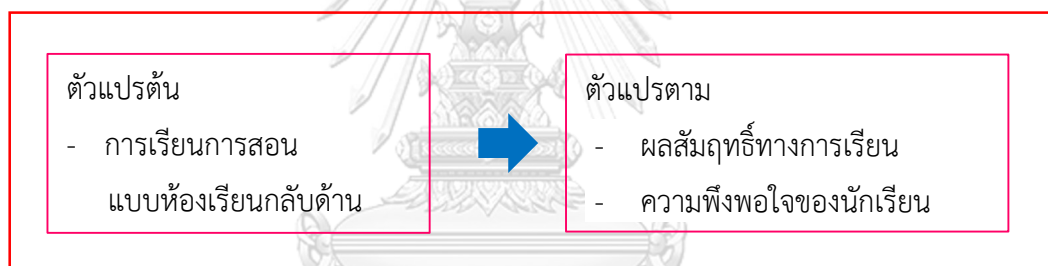 ตัวแปรต้น
- การเรียนการสอน
แบบห้องเรียนกลับด้าน
ตัวแปรตาม
- ผลสัมฤทธิ์ทางการเรียน
- ความพึงพอใจของนักเรียน